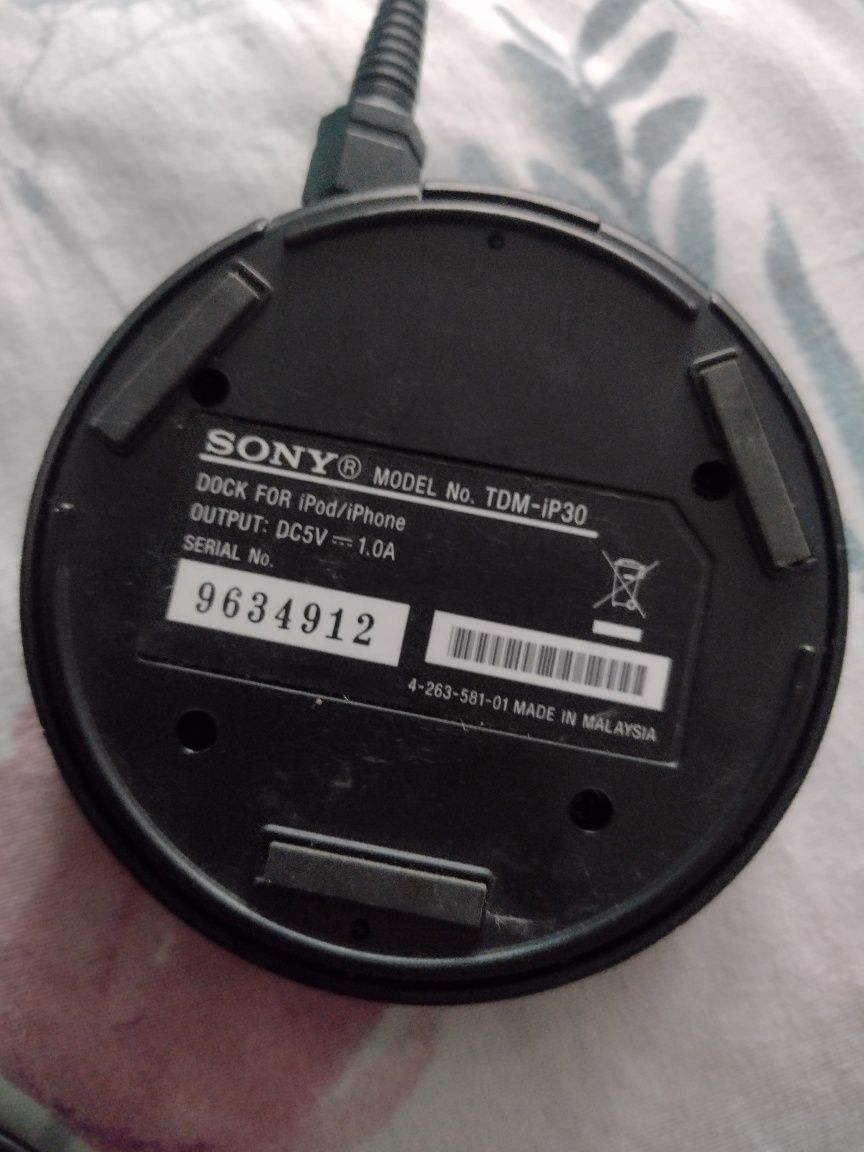 SONY® MODEL No. TDM-iP30
DOCK FOR iPod/iPhone
OUTPUT: DC5V ⎓ 1.0A
SERIAL No.
9634912
4-263-581-01 MADE IN MALAYSIA